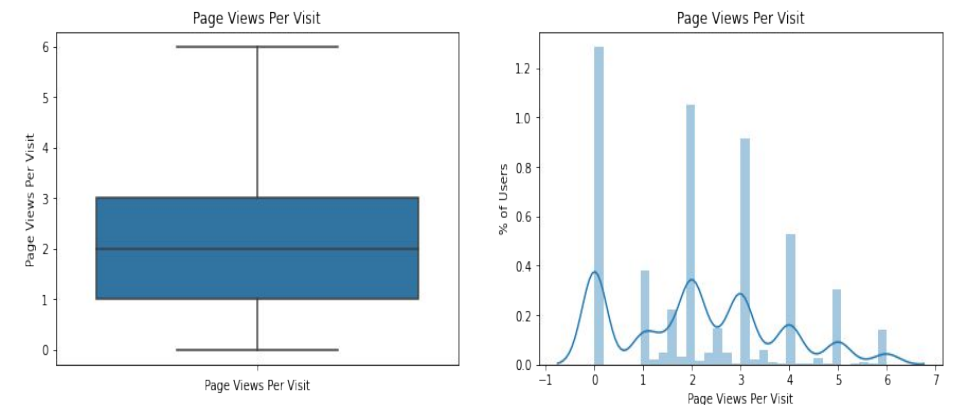 Page Views Per Visit
Page Views Per Visit
6
5
4
3
2
1
0
Page Views Per Visit
Page Views Per Visit
% of Users
1.2
1.0
0.8
0.6
0.4
0.2
0.0
−1 0 1 2 3 4 5 6 7
Page Views Per Visit